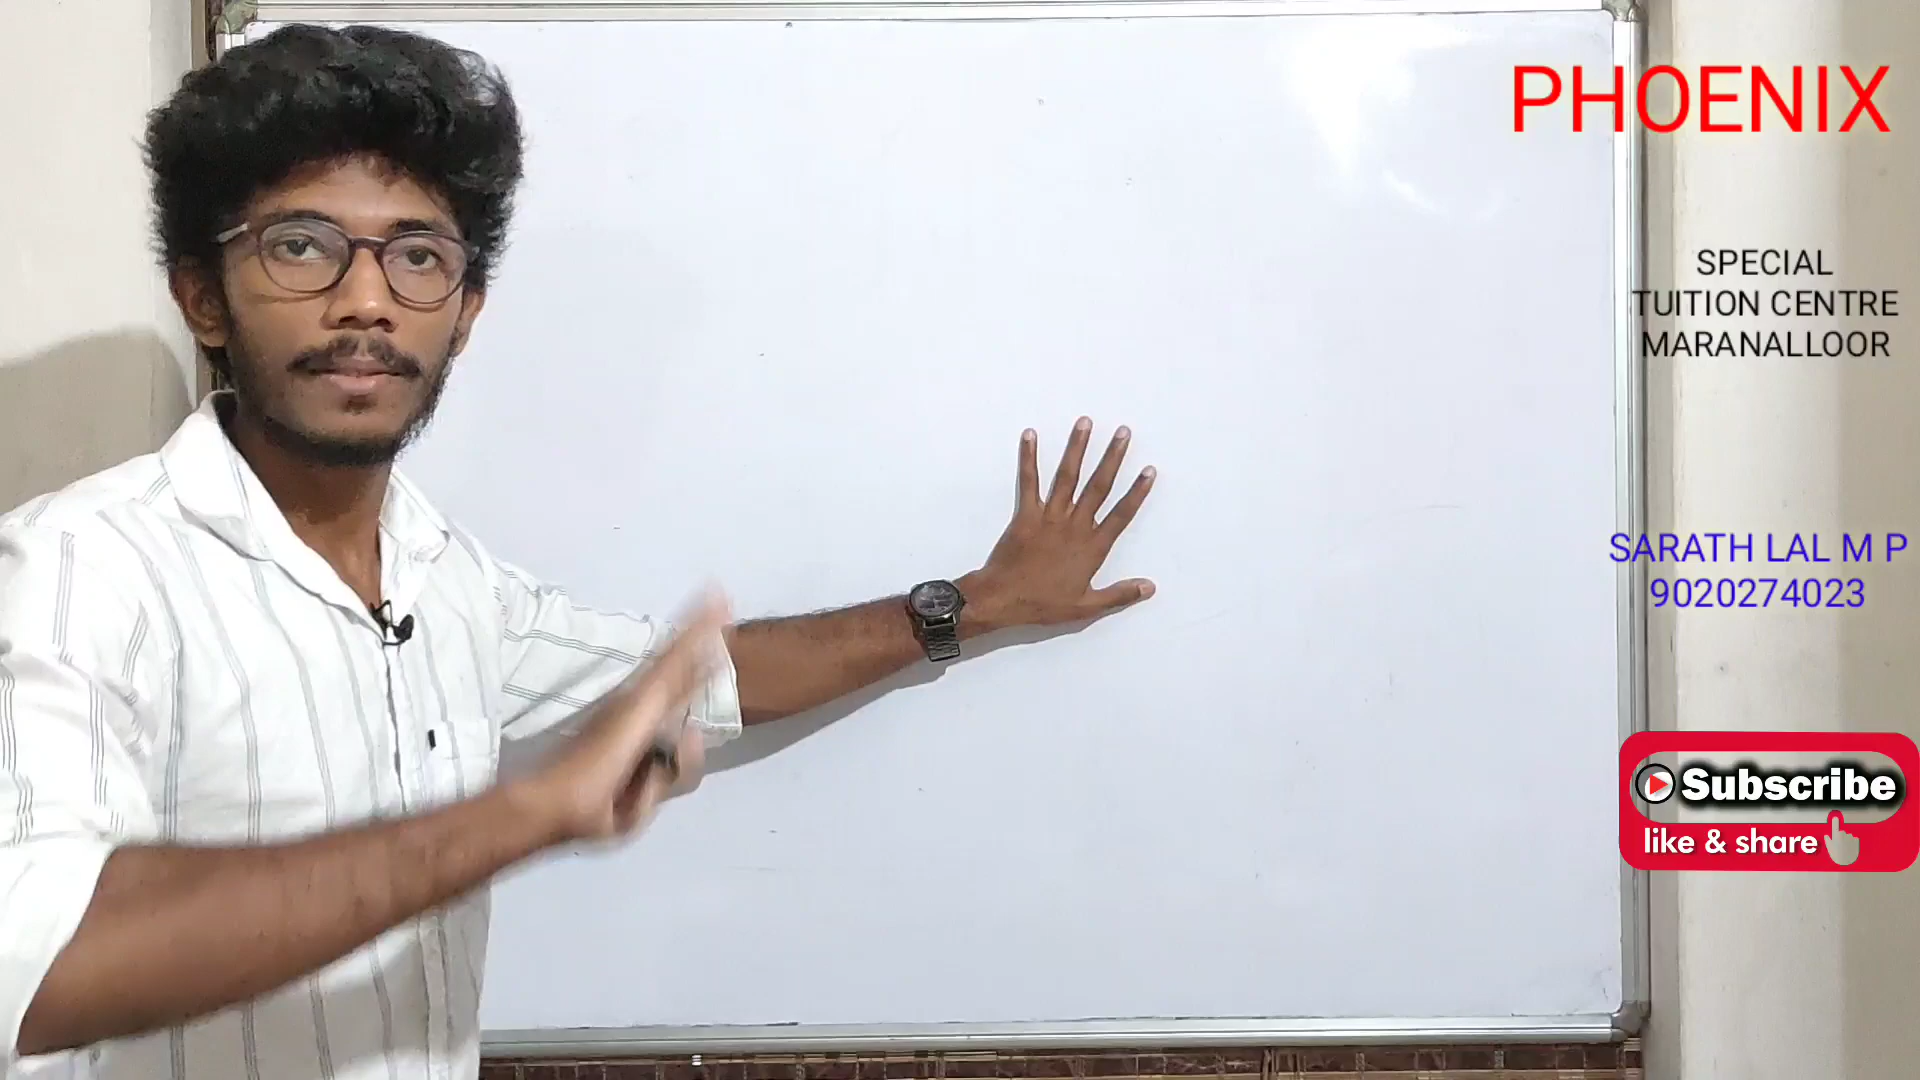 PHOENIX
SPECIAL
TUITION CENTRE
MARANALLOOR
SARATH LAL M P
9020274023
Subscribe
like & share